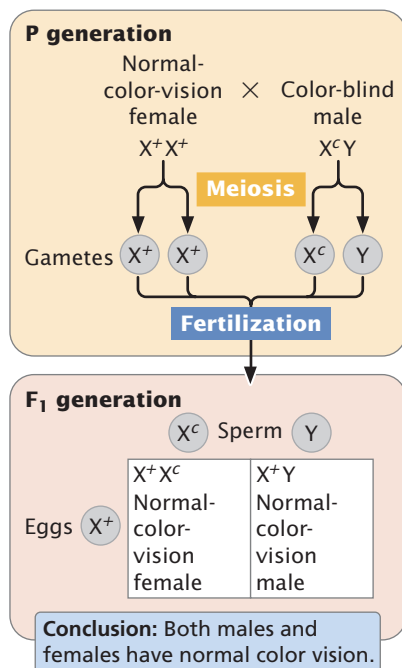 P generation
Normal-
color-vision
female
×
Color-blind
male
X⁺X⁺
XᶜY
Meiosis
Gametes X⁺ X⁺ Xᶜ Y
Fertilization
F₁ generation
Xᶜ Sperm Y
Eggs X⁺
X⁺Xᶜ
Normal-
color-
vision
female
X⁺Y
Normal-
color-
vision
male
Conclusion: Both males and
females have normal color vision.